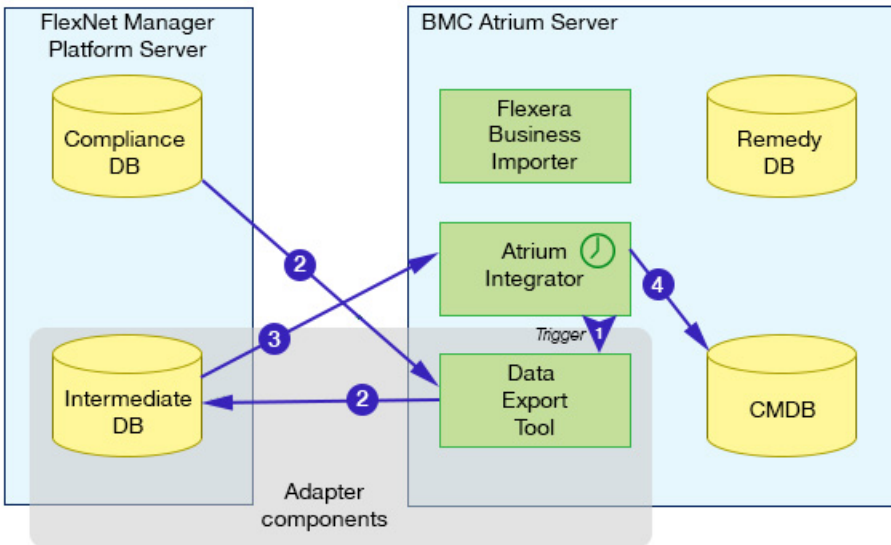 FlexNet Manager
Platform Server
BMC Atrium Server
Compliance
DB
Flexera
Business
Importer
Remedy
DB
2
Atrium
Integrator
4
3
Trigger
1
Intermediate
DB
2
Data
Export
Tool
CMDB
Adapter
components